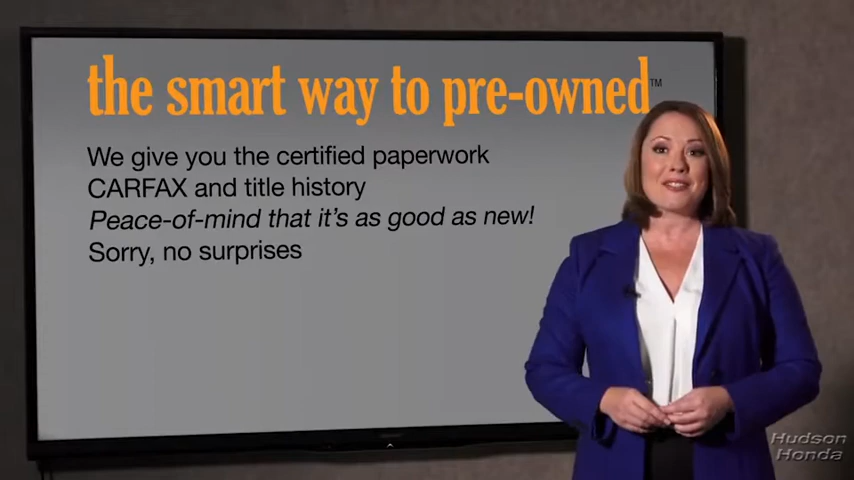 the smart way to pre-owned™
We give you the certified paperwork
CARFAX and title history
Peace-of-mind that it's as good as new!
Sorry, no surprises
Hudson
Honda